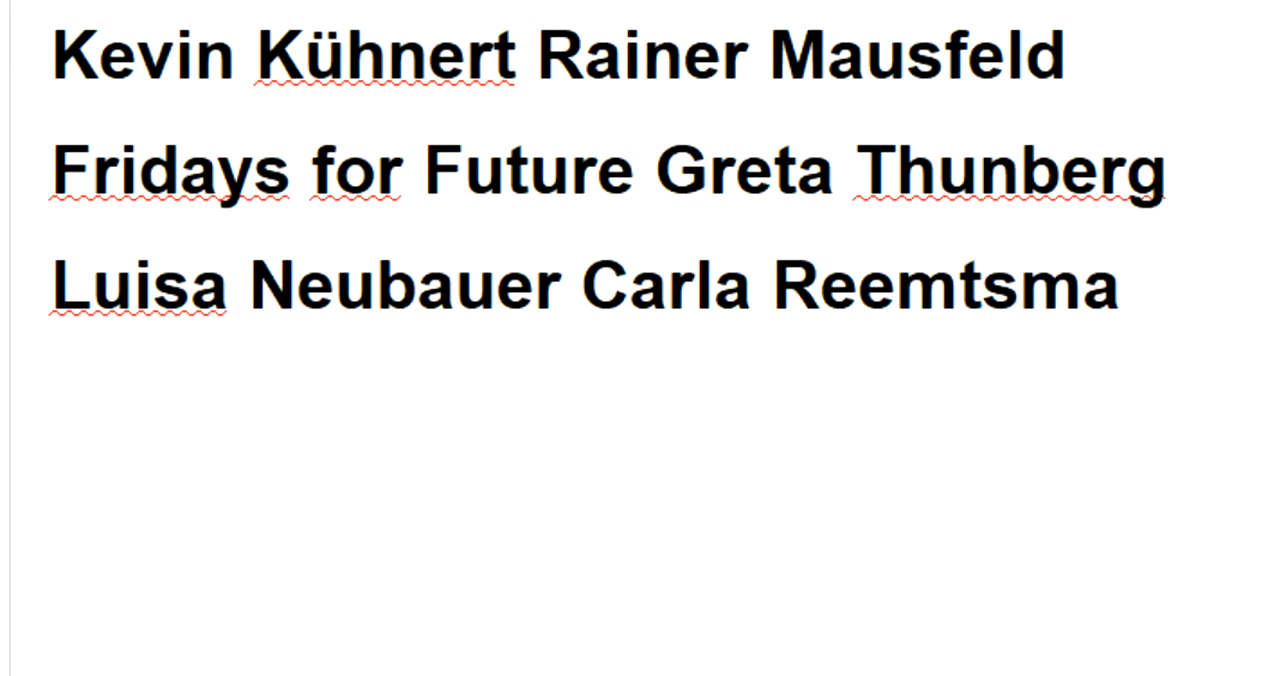 Kevin Kühnert Rainer Mausfeld
Fridays for Future Greta Thunberg
Luisa Neubauer Carla Reemtsma